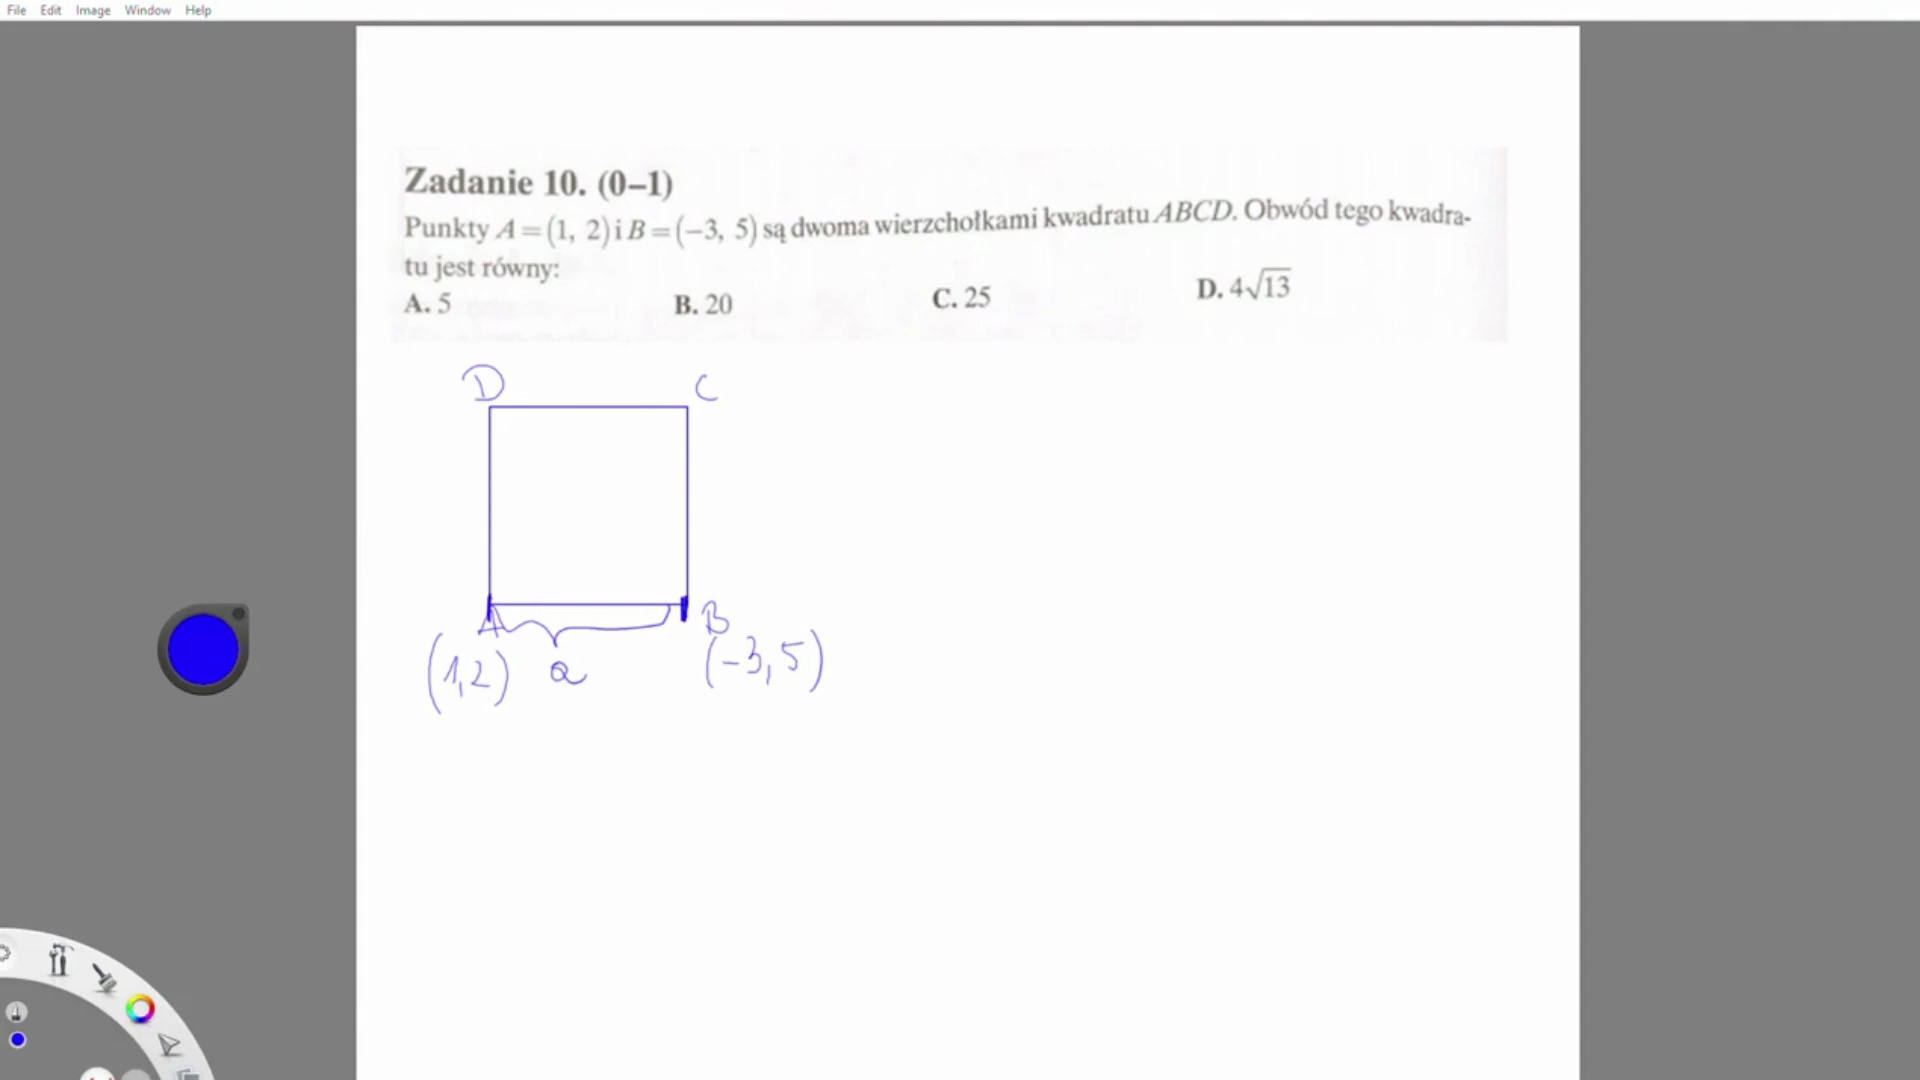 File Edit Image Window Help
Zadanie 10. (0–1)
Punkty A = (1, 2) i B = (−3, 5) są dwoma wierzchołkami kwadratu ABCD. Obwód tego kwadra-
tu jest równy:
A. 5 B. 20 C. 25 D. 4√13
D C
A B
(1,2) a (-3,5)